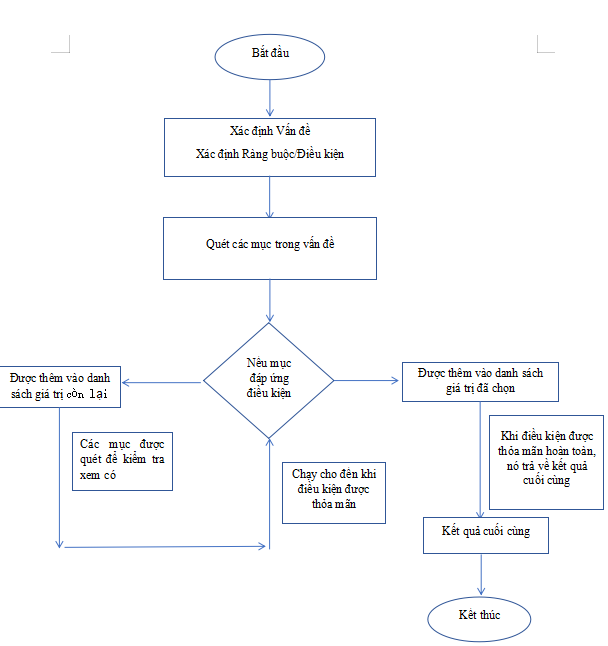 Bắt đầu
Xác định Vấn đề
Xác định Ràng buộc/Điều kiện
Quét các mục trong vấn đề
Nếu mục
đáp ứng
điều kiện
Được thêm vào danh
sách giá trị còn lại
Được thêm vào danh sách
giá trị đã chọn
Các mục được
quét để kiểm tra
xem có
Chạy cho đến khi
điều kiện được
thỏa mãn
Khi điều kiện được
thỏa mãn hoàn toàn,
nó trả về kết quả
cuối cùng
Kết quả cuối cùng
Kết thúc